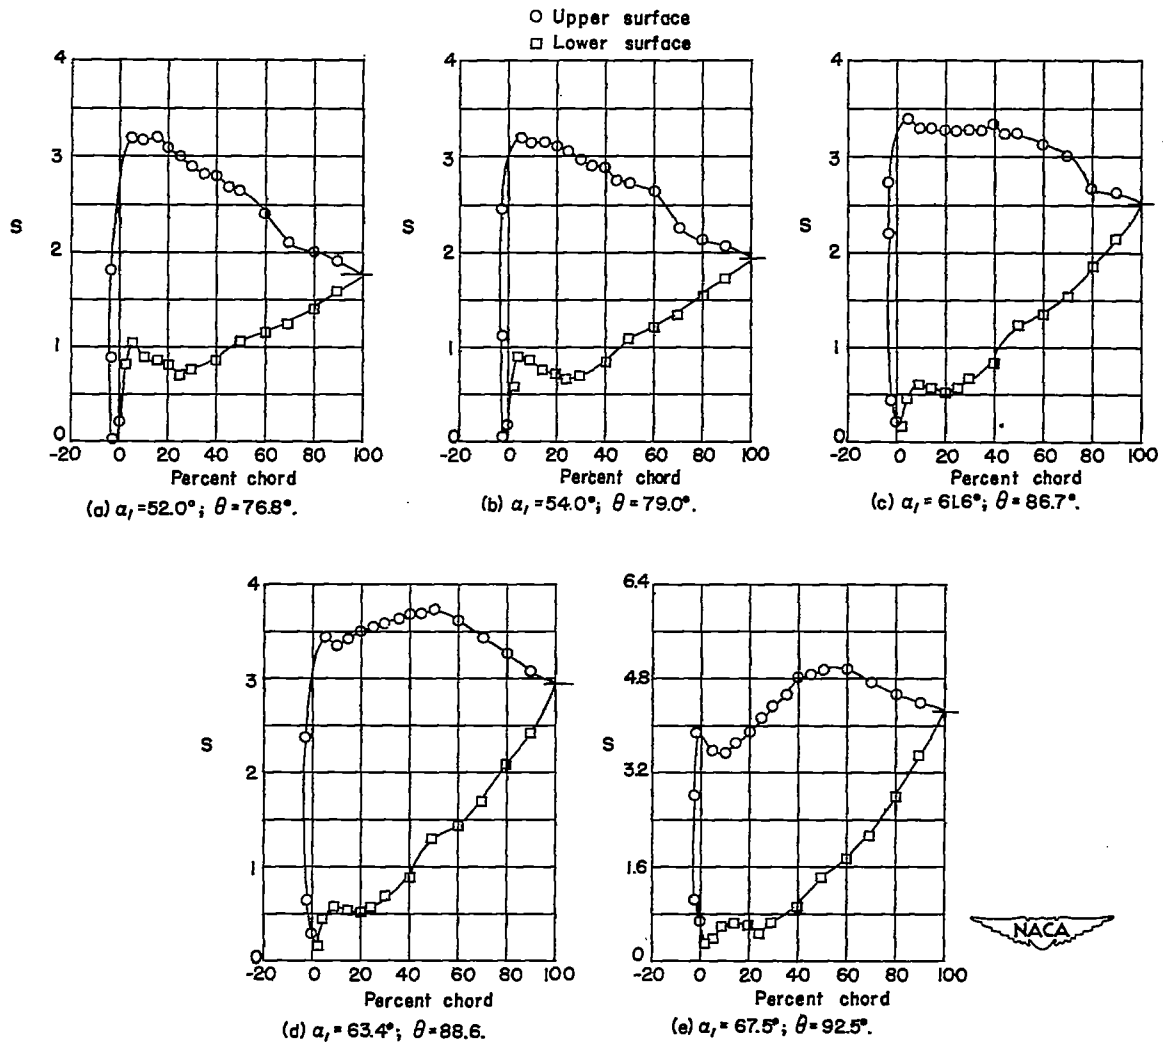 Upper surface
Lower surface
4
3
S
2
1
0
-20 0 20 40 60 80 100
Percent chord
(a) α₁ = 52.0°; θ = 76.8°.
4
3
S
2
1
0
-20 0 20 40 60 80 100
Percent chord
(b) α₁ = 54.0°; θ = 79.0°.
4
3
S
2
1
0
-20 0 20 40 60 80 100
Percent chord
(c) α₁ = 61.6°; θ = 86.7°.
4
3
S
2
1
0
-20 0 20 40 60 80 100
Percent chord
(d) α₁ = 63.4°; θ = 88.6.
6.4
4.8
S
3.2
1.6
0
-20 0 20 40 60 80 100
Percent chord
(e) α₁ = 67.5°; θ = 92.5°.
NACA